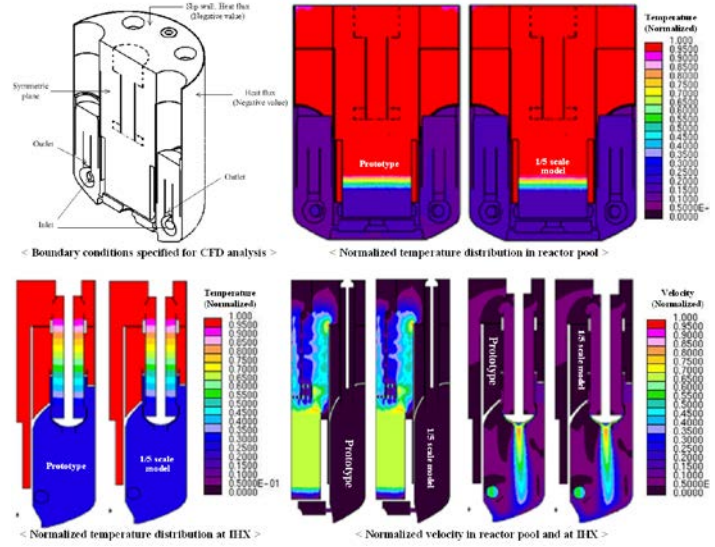 Slip wall, Heat flux
(Negative value)
Symmetric
plane
Heat flux
(Negative value)
Outlet
Outlet
Inlet
< Boundary conditions specified for CFD analysis >
Prototype
1/5 scale
model
Temperature
(Normalized)
1.000
0.9500
0.9000
0.8500
0.8000
0.7500
0.7000
0.6500
0.6000
0.5500
0.5000
0.4500
0.4000
0.3500
0.3000
0.2500
0.2000
0.1500
0.1000
0.5000E-
0.0000
< Normalized temperature distribution in reactor pool >
Prototype
1/5 scale
model
Temperature
(Normalized)
1.000
0.9500
0.9000
0.8500
0.8000
0.7500
0.7000
0.6500
0.6000
0.5500
0.5000
0.4500
0.4000
0.3500
0.3000
0.2500
0.2000
0.1500
0.1000
0.5000E-01
0.0000
< Normalized temperature distribution at IHX >
Prototype
1/5 scale model
Prototype
1/5 scale model
Velocity
(Normalized)
1.000
0.9500
0.9000
0.8500
0.8000
0.7500
0.7000
0.6500
0.6000
0.5500
0.5000
0.4500
0.4000
0.3500
0.3000
0.2500
0.2000
0.1500
0.1000
0.5000E
0.0000
< Normalized velocity in reactor pool and at IHX >